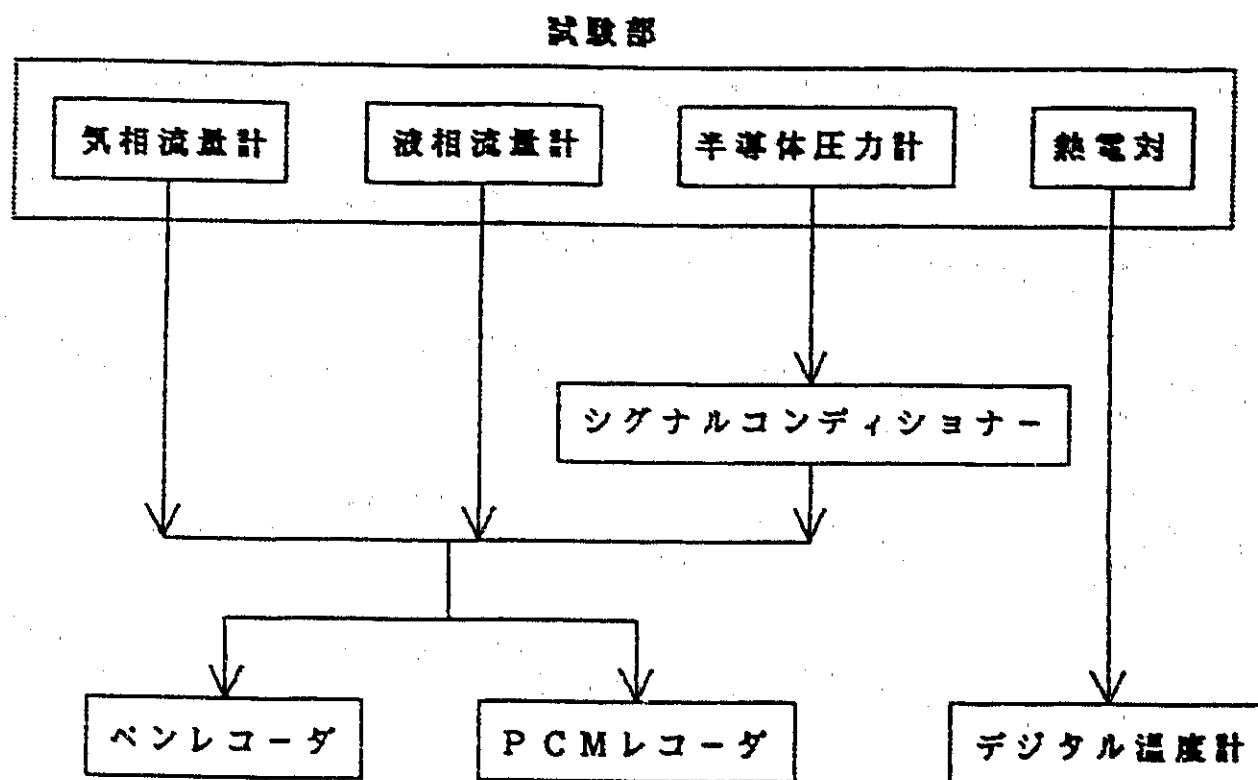 試験部
気相流量計
液相流量計
半導体圧力計
熱電対
シグナルコンディショナー
ペンレコーダ
PCMレコーダ
デジタル温度計